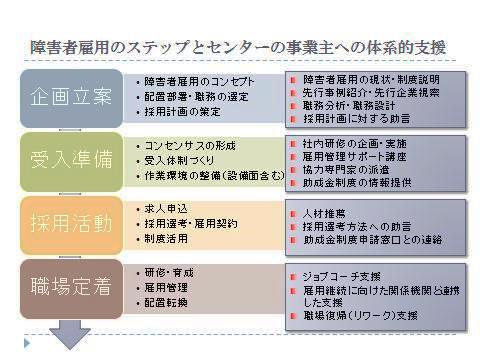 障害者雇用のステップとセンターの事業主への体系的支援
企画立案
・障害者雇用のコンセプト
・配置部署・職務の選定
・採用計画の策定
障害者雇用の現状・制度説明
先行事例紹介・先行企業視察
職務分析・職務設計
採用計画に対する助言
受入準備
・コンセンサスの形成
・受入体制づくり
・作業環境の整備(設備面含む)
社内研修の企画・実施
雇用管理サポート講座
協力専門家の派遣
助成金制度の情報提供
採用活動
・求人申込
・採用選考・雇用契約
・制度活用
人材推薦
採用選考方法への助言
助成金制度申請窓口との連絡
職場定着
・研修・育成
・雇用管理
・配置転換
ジョブコーチ支援
雇用継続に向けた関係機関と連携
した支援
職場復帰(リワーク)支援